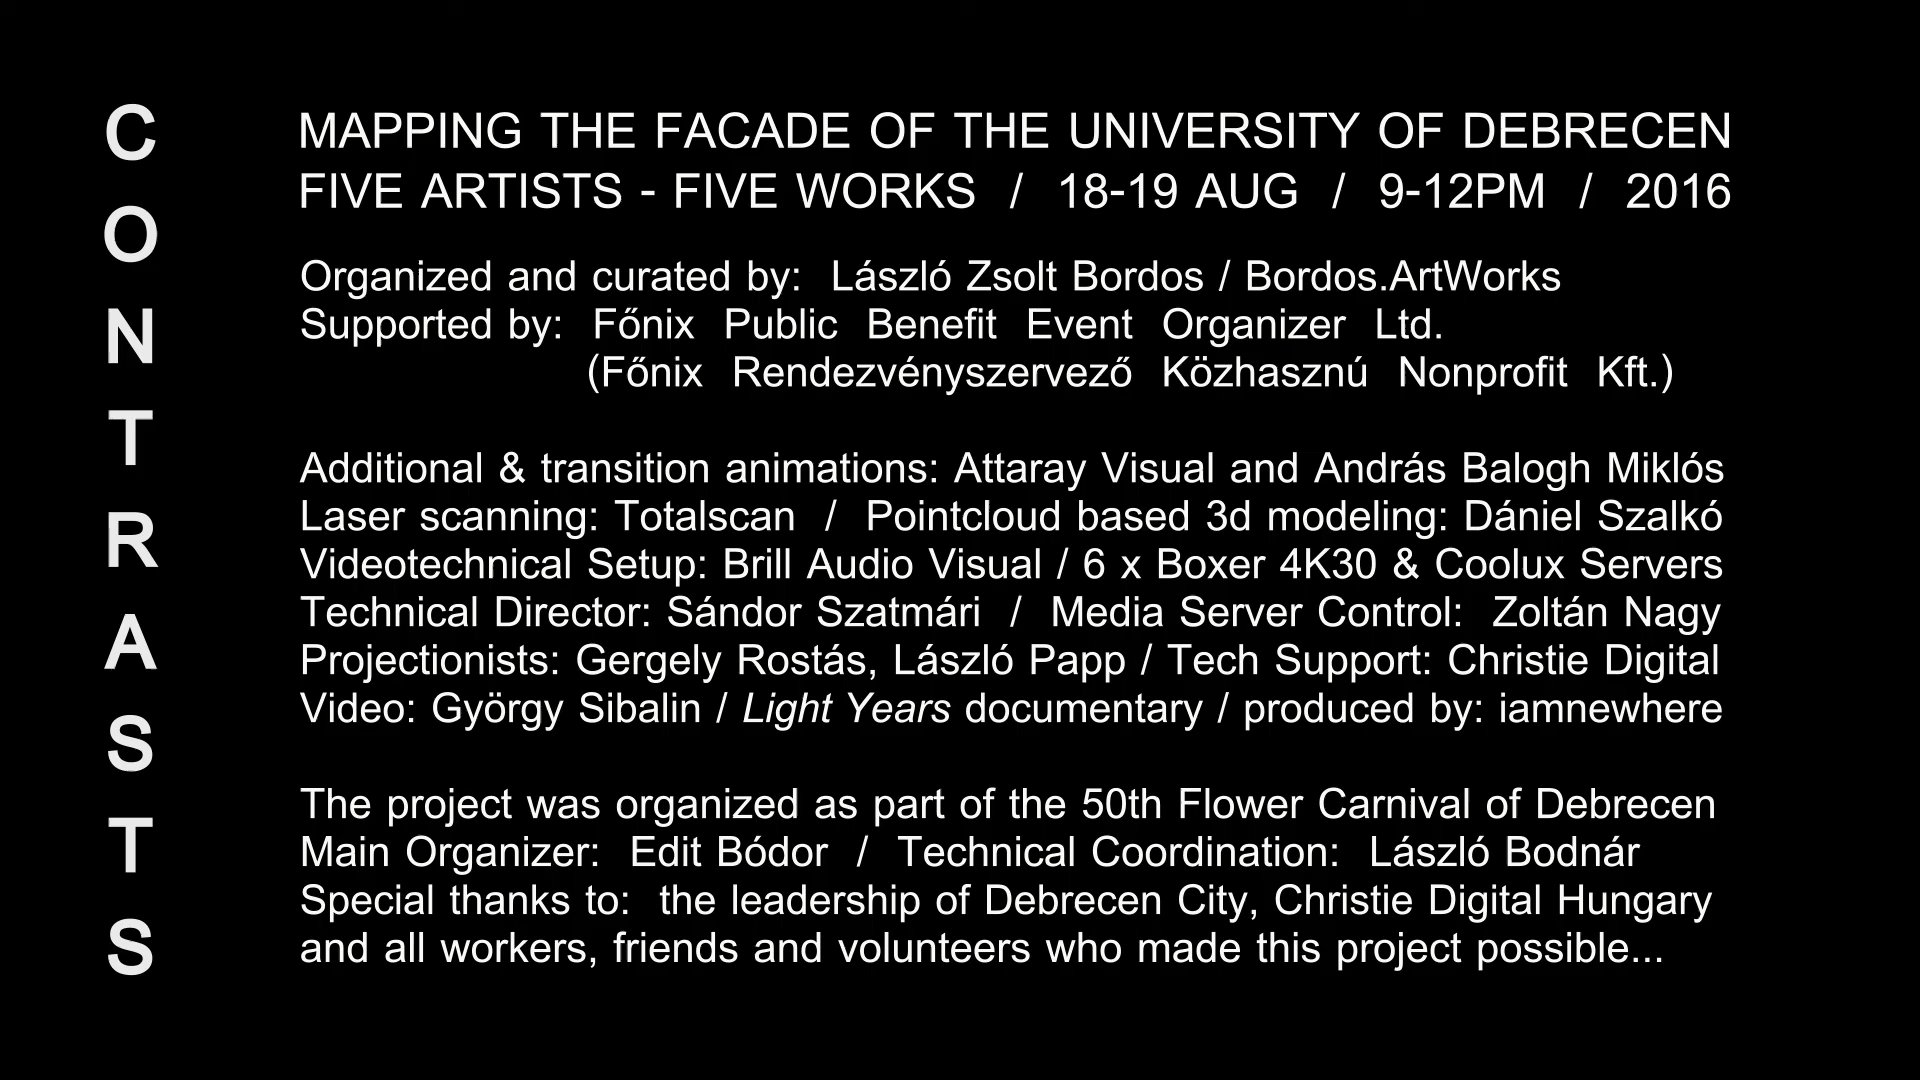 CONTRASTS
MAPPING THE FACADE OF THE UNIVERSITY OF DEBRECEN
FIVE ARTISTS - FIVE WORKS / 18-19 AUG / 9-12PM / 2016
Organized and curated by: László Zsolt Bordos / Bordos.ArtWorks
Supported by: Főnix Public Benefit Event Organizer Ltd.
(Főnix Rendezvényszervező Közhasznú Nonprofit Kft.)
Additional & transition animations: Attaray Visual and András Balogh Miklós
Laser scanning: Totalscan / Pointcloud based 3d modeling: Dániel Szalkó
Videotechnical Setup: Brill Audio Visual / 6 x Boxer 4K30 & Coolux Servers
Technical Director: Sándor Szatmári / Media Server Control: Zoltán Nagy
Projectionists: Gergely Rostás, László Papp / Tech Support: Christie Digital
Video: György Sibalin / Light Years documentary / produced by: iamnewhere
The project was organized as part of the 50th Flower Carnival of Debrecen
Main Organizer: Edit Bódor / Technical Coordination: László Bodnár
Special thanks to: the leadership of Debrecen City, Christie Digital Hungary
and all workers, friends and volunteers who made this project possible...